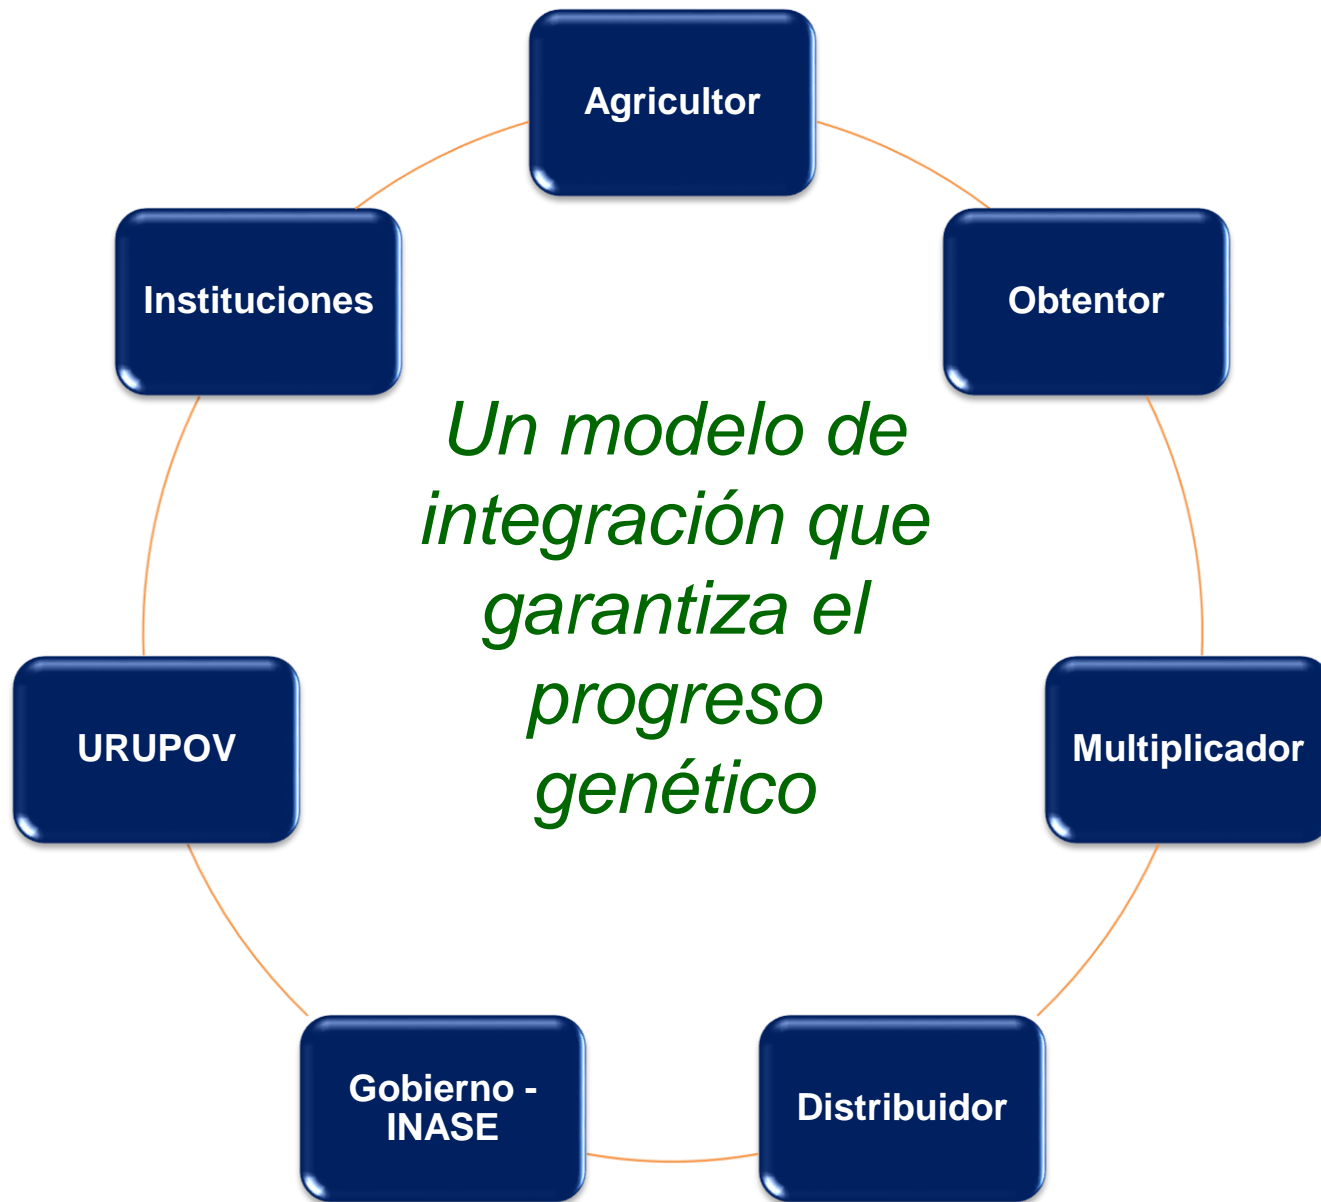 Agricultor
Instituciones
Obtentor
Un modelo de
integración que
garantiza el
progreso
genético
URUPOV
Multiplicador
Gobierno -
INASE
Distribuidor